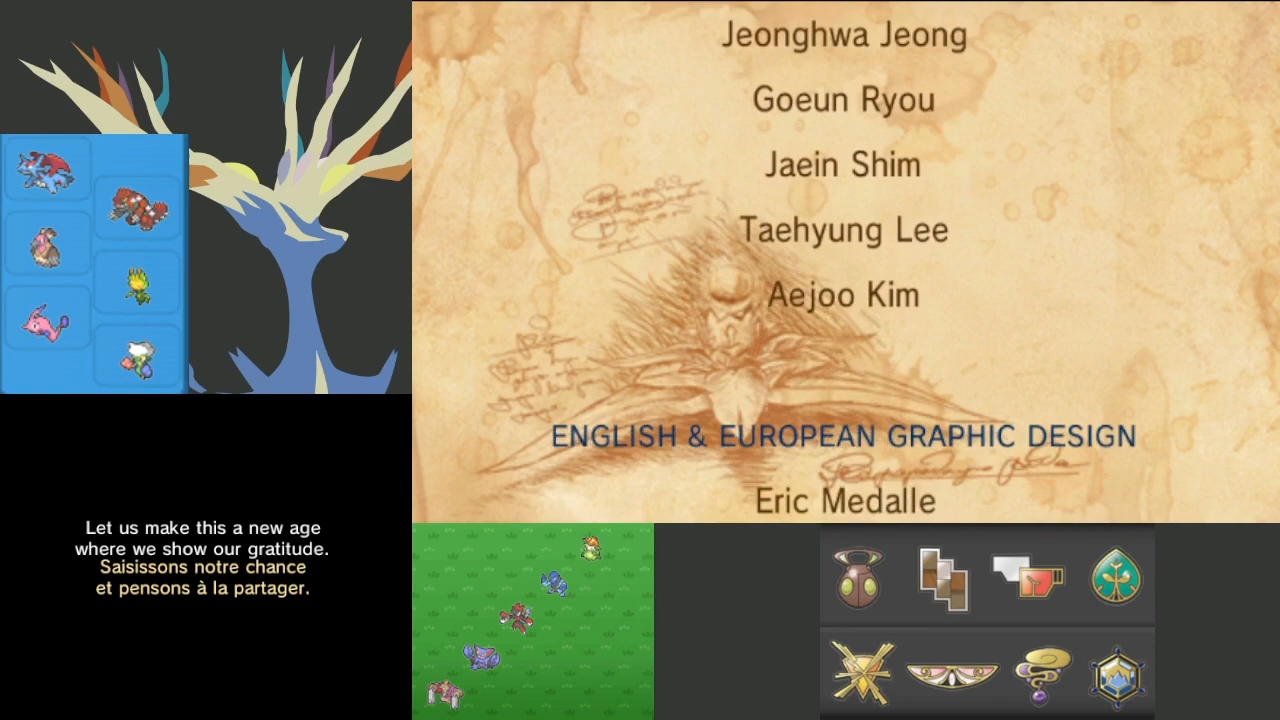 Jeonghwa Jeong
Goeun Ryou
Jaein Shim
Taehyung Lee
Aejoo Kim
ENGLISH & EUROPEAN GRAPHIC DESIGN
Eric Medalle
Let us make this a new age
where we show our gratitude.
Saisissons notre chance
et pensons à la partager.